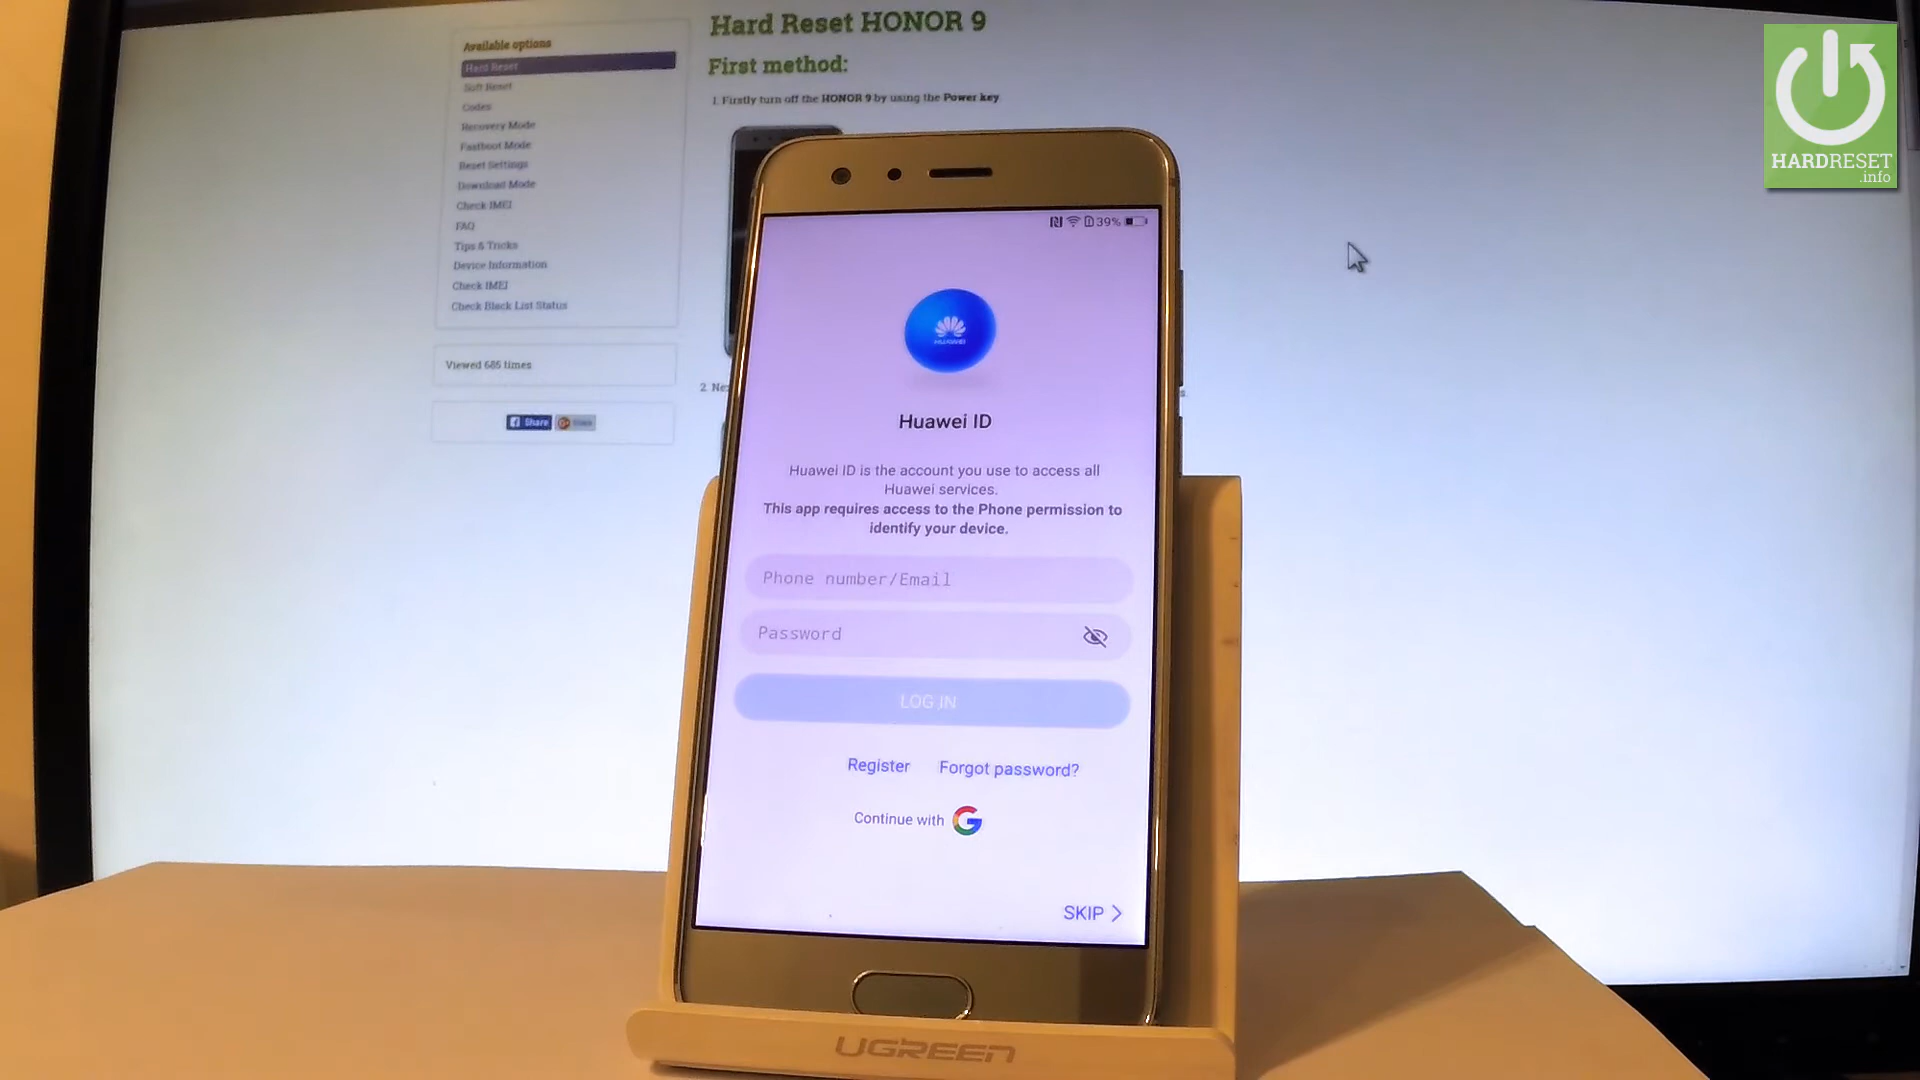 Hard Reset HONOR 9
First method:
1. Firstly turn off the HONOR 9 by using the Power key
Available options
Hard Reset
Soft Reset
Codes
Recovery Mode
Fastboot Mode
Reset Settings
Download Mode
Check IMEI
FAQ
Tips & Tricks
Device Information
Check IMEI
Check Black List Status
Viewed 685 times
Share
2. Ne
HARDRESET
.info
39%
HUAWEI
Huawei ID
Huawei ID is the account you use to access all
Huawei services.
This app requires access to the Phone permission to
identify your device.
Phone number/Email
Password
LOG IN
Register Forgot password?
Continue with G
SKIP
UGREEN